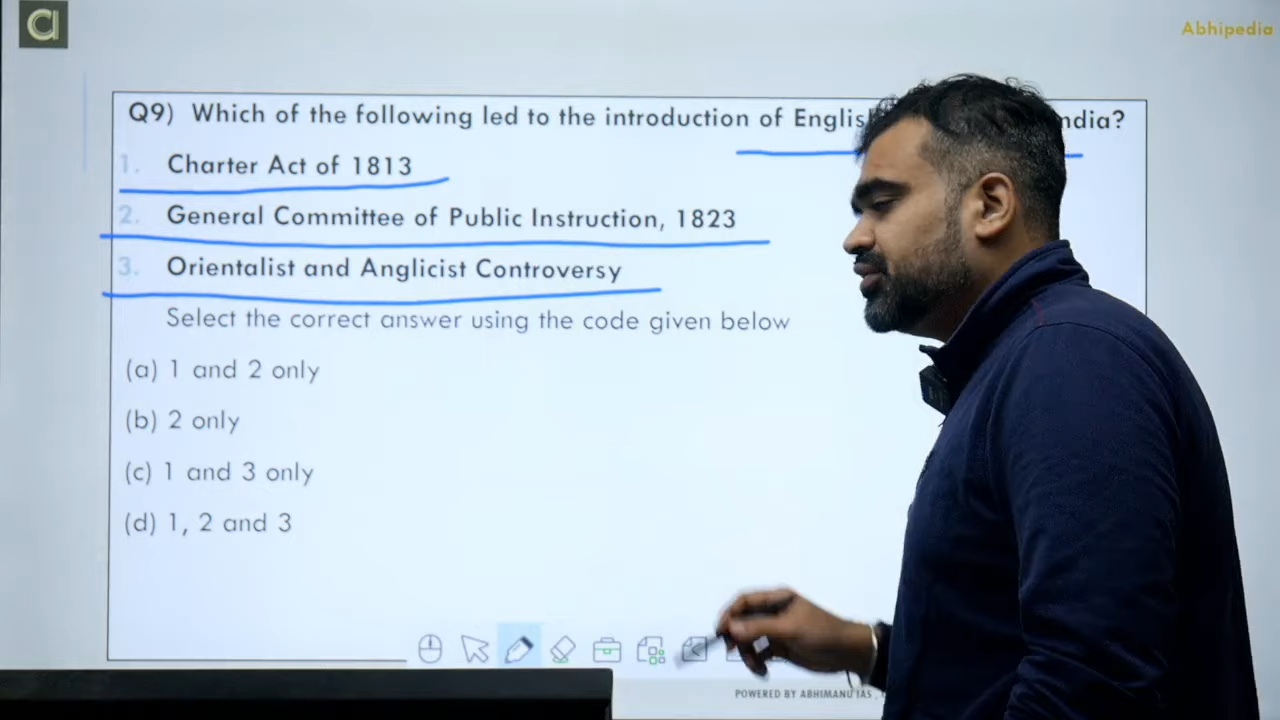 Abhipedia
Q9) Which of the following led to the introduction of English ndia?
1. Charter Act of 1813
2. General Committee of Public Instruction, 1823
3. Orientalist and Anglicist Controversy
Select the correct answer using the code given below
(a) 1 and 2 only
(b) 2 only
(c) 1 and 3 only
(d) 1, 2 and 3
POWERED BY ABHIMANU IAS